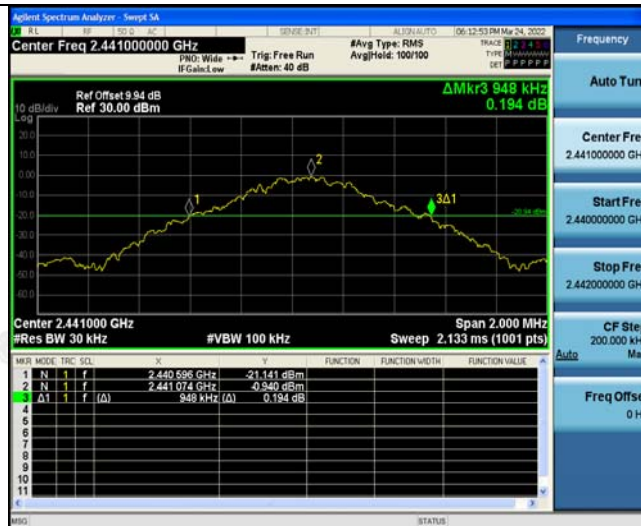 Agilent Spectrum Analyzer - Swept SA
RL RF 50 Ω AC SENSE:INT ALIGNAUTO 06:12:53 PM Mar 24, 2022
Center Freq 2.441000000 GHz
PNO: Wide
IFGain:Low
Trig: Free Run
#Atten: 40 dB
#Avg Type: RMS
Avg|Hold: 100/100
TRACE 1 2 3 4 5 6
TYPE
DET P P P P P P
Ref Offset 9.94 dB
Ref 30.00 dBm
10 dB/div
Log
ΔMkr3 948 kHz
0.194 dB
20.0
10.0
0.00
-10.0
-20.0
-30.0
-40.0
-50.0
-60.0
1
2
3Δ1
-20.94 dBm
Center 2.441000 GHz
#Res BW 30 kHz
#VBW 100 kHz
Span 2.000 MHz
Sweep 2.133 ms (1001 pts)
MKR MODE TRC SCL X Y FUNCTION FUNCTION WIDTH FUNCTION VALUE
1 N 1 f 2.440 596 GHz -21.141 dBm
2 N 1 f 2.441 074 GHz -0.940 dBm
3 Δ1 1 f (Δ) 948 kHz (Δ) 0.194 dB
4
5
6
7
8
9
10
11
MSG STATUS
Frequency
Auto Tun
Center Fre
2.441000000 GH
Start Fre
2.440000000 GH
Stop Fre
2.442000000 GH
CF Ste
200.000 kH
Auto Ma
Freq Offse
0 H